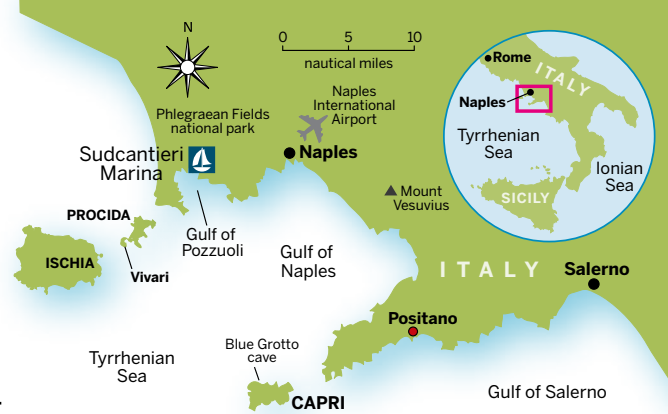 N
0 5 10
nautical miles
Naples
International
Airport
Phlegraean Fields
national park
Sudcantieri
Marina
Naples
Mount
Vesuvius
PROCIDA
ISCHIA
Vivari
Gulf of
Pozzuoli
Gulf of
Naples
ITALY
Salerno
Positano
Blue Grotto
cave
Tyrrhenian
Sea
CAPRI
Gulf of Salerno
Rome
ITALY
Naples
Tyrrhenian
Sea
Ionian
Sea
SICILY